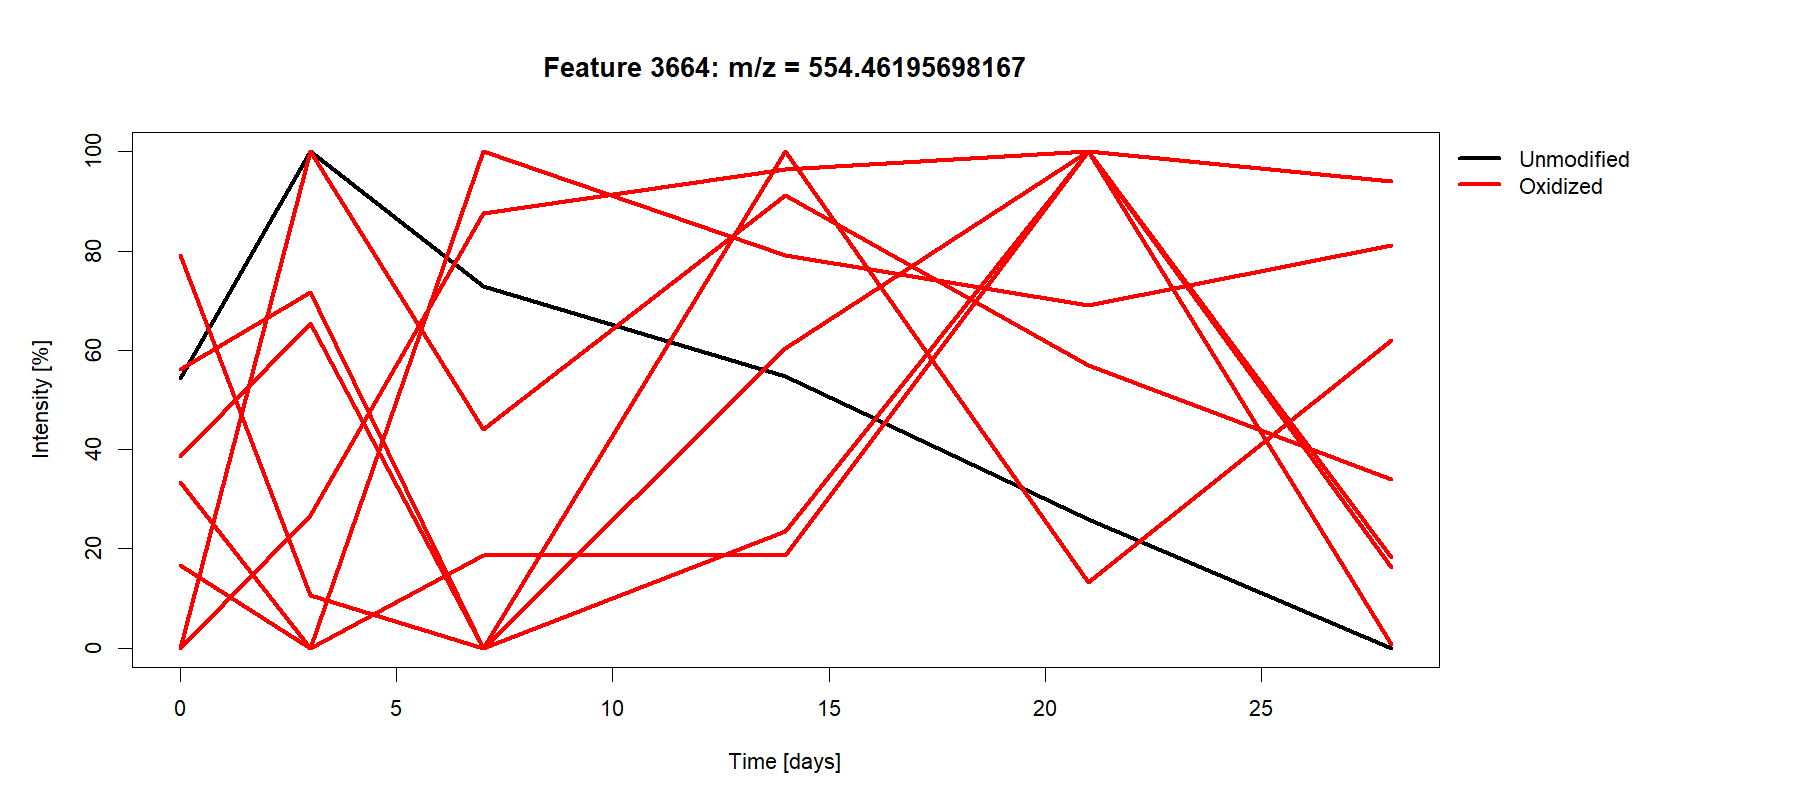 Feature 3664: m/z = 554.46195698167
Unmodified
Oxidized
Intensity [%]
100
80
60
40
20
0
0 5 10 15 20 25
Time [days]